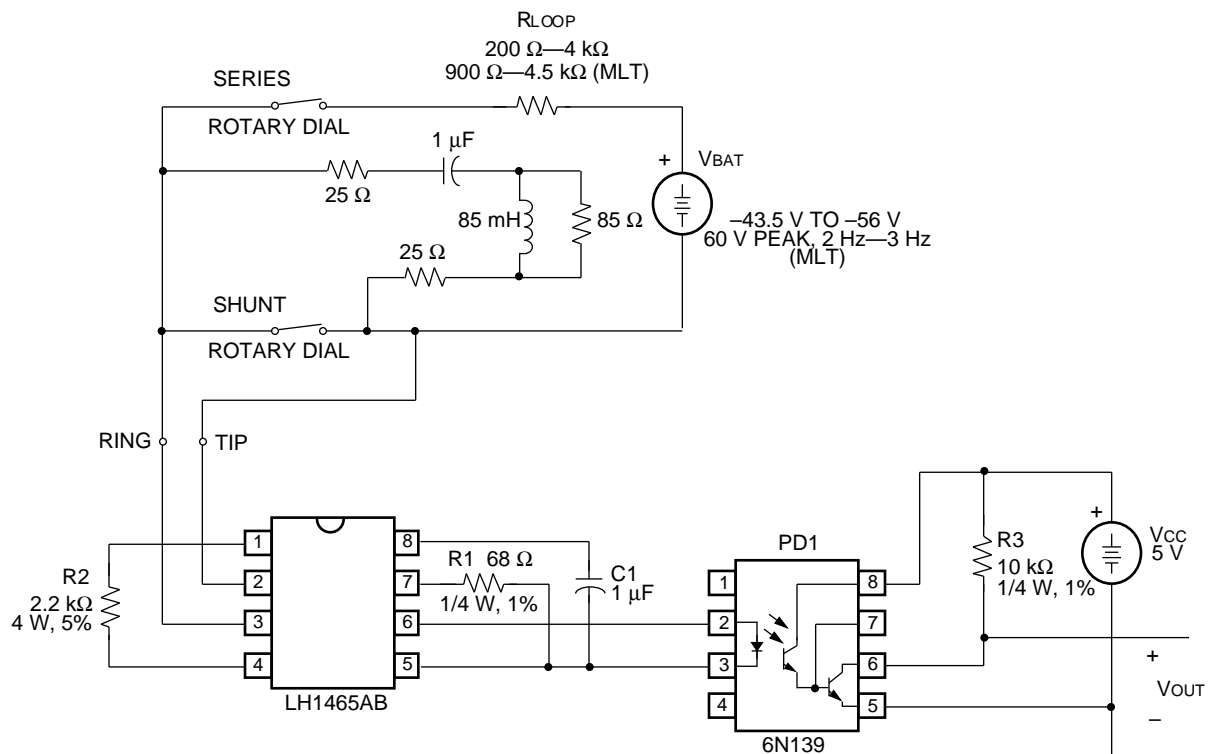 RLOOP
200 Ω—4 kΩ
900 Ω—4.5 kΩ (MLT)
SERIES
ROTARY DIAL
1 μF
25 Ω
85 mH
85 Ω
25 Ω
+
VBAT
–43.5 V TO –56 V
60 V PEAK, 2 Hz—3 Hz
(MLT)
SHUNT
ROTARY DIAL
RING
TIP
R2
2.2 kΩ
4 W, 5%
1
2
3
4
8
7
6
5
LH1465AB
R1 68 Ω
1/4 W, 1%
C1
1 μF
PD1
1
2
3
4
8
7
6
5
6N139
R3
10 kΩ
1/4 W, 1%
+
VCC
5 V
+
VOUT
–